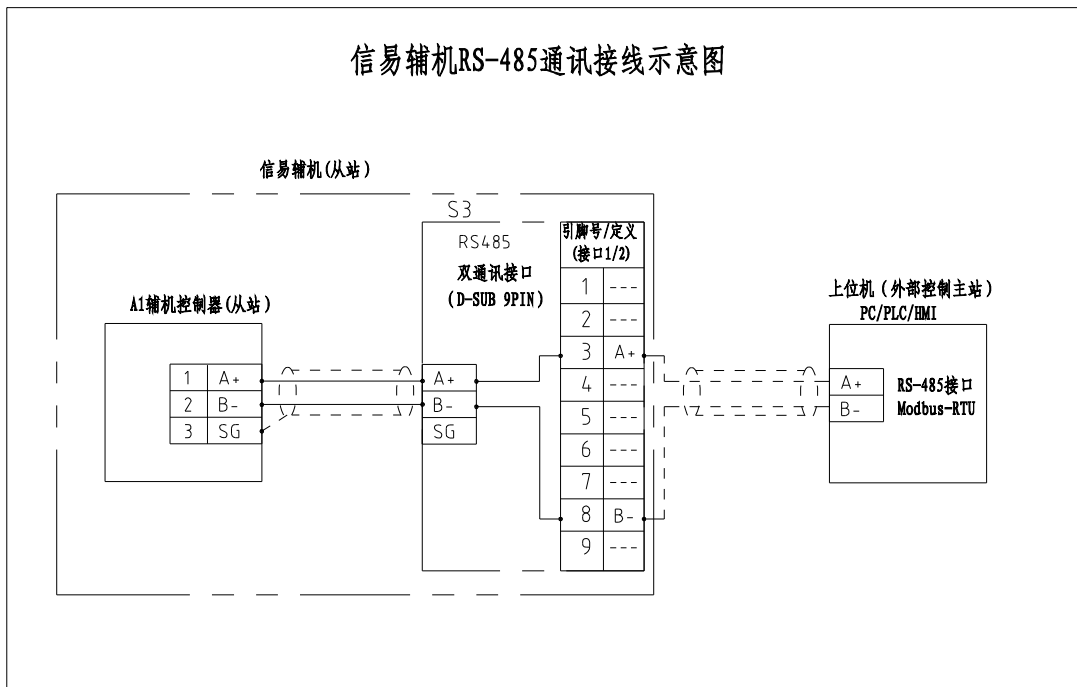 信易辅机RS-485通讯接线示意图
信易辅机(从站)
S3
RS485
双通讯接口
(D-SUB 9PIN)
引脚号/定义
(接口1/2)
1 ---
2 ---
3 A+
4 ---
5 ---
6 ---
7 ---
8 B-
9 ---
A1辅机控制器(从站)
1 A+
2 B-
3 SG
A+
B-
SG
上位机(外部控制主站)
PC/PLC/HMI
A+
B-
RS-485接口
Modbus-RTU